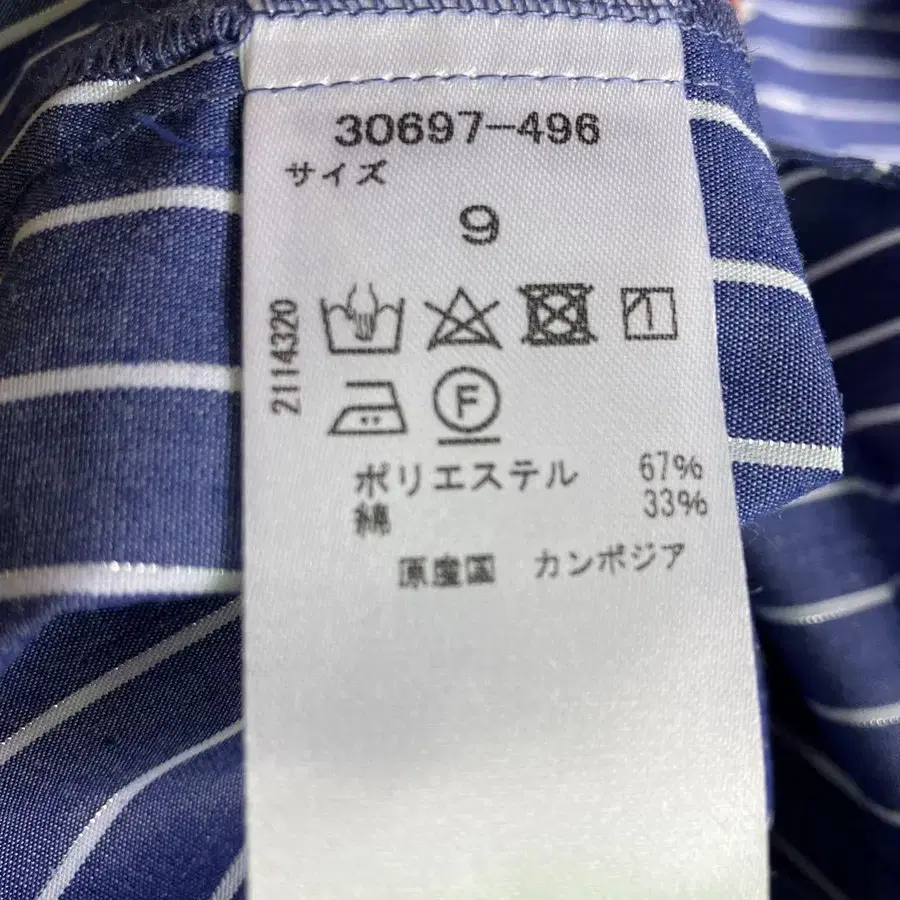 30697-496
サイズ
9
2114320
F
ポリエステル 67%
綿 33%
原産国 カンボジア